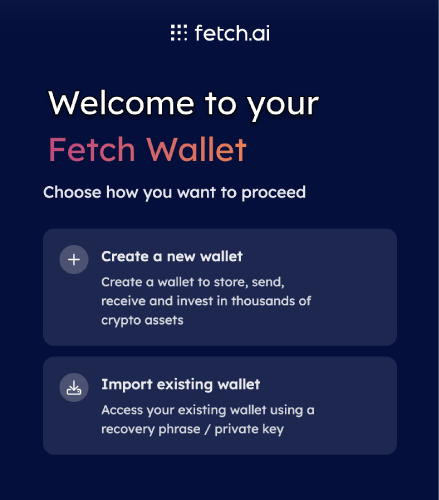 fetch.ai
Welcome to your
Fetch Wallet
Choose how you want to proceed
Create a new wallet
Create a wallet to store, send,
receive and invest in thousands of
crypto assets
Import existing wallet
Access your existing wallet using a
recovery phrase / private key